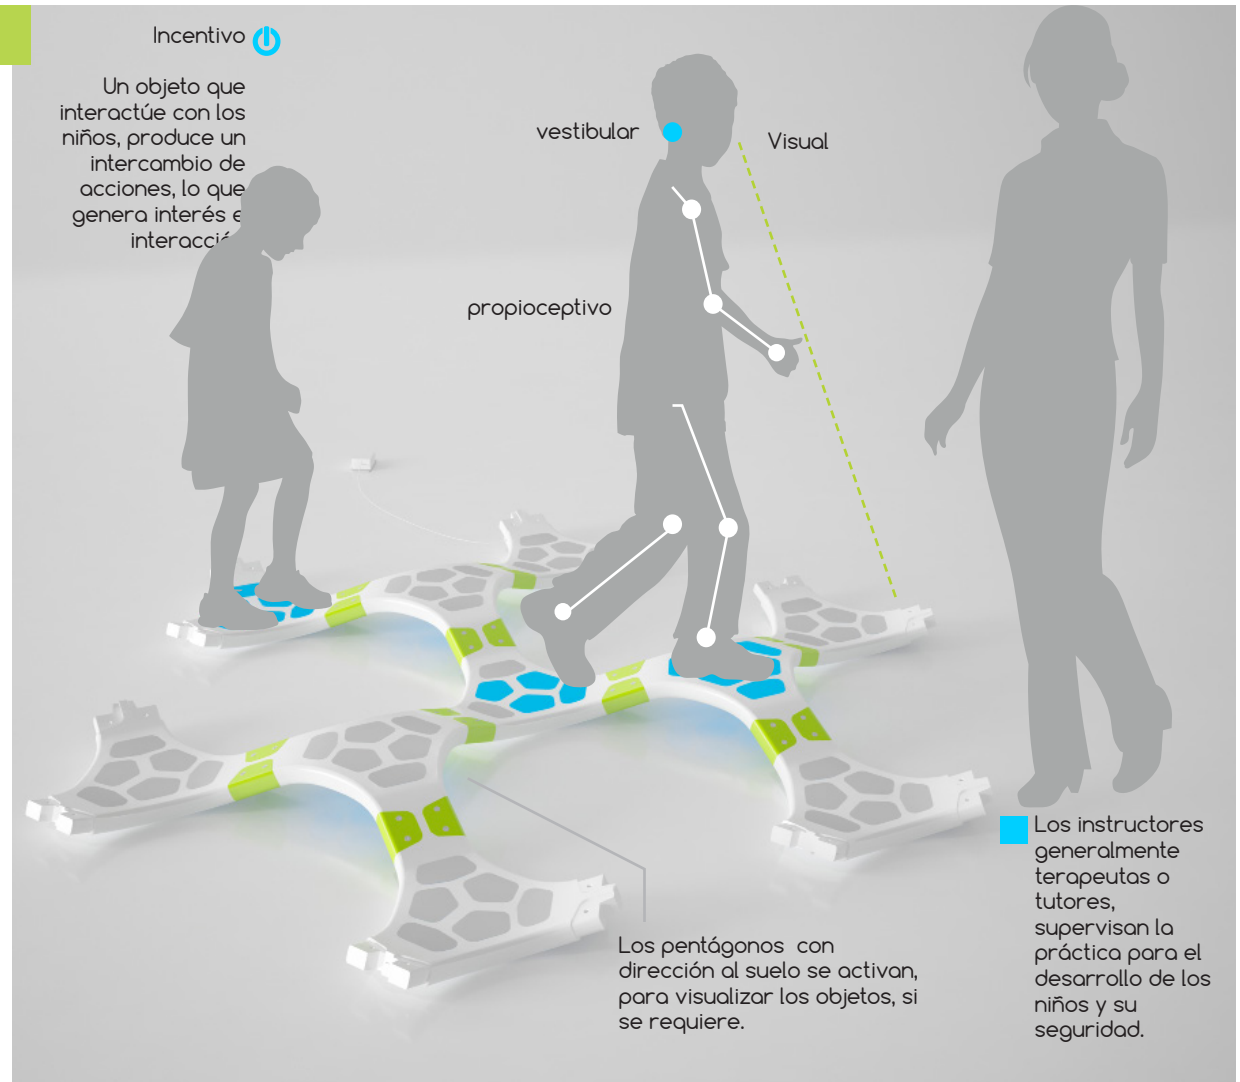 Incentivo
Un objeto que
interactúe con los
niños, produce un
intercambio de
acciones, lo que
genera interés e
vestibular
Visual
propioceptivo
Los pentágonos con
dirección al suelo se activan,
para visualizar los objetos, si
se requiere.
Los instructores
generalmente
terapeutas o
tutores,
supervisan la
práctica para el
desarrollo de los
niños y su
seguridad.